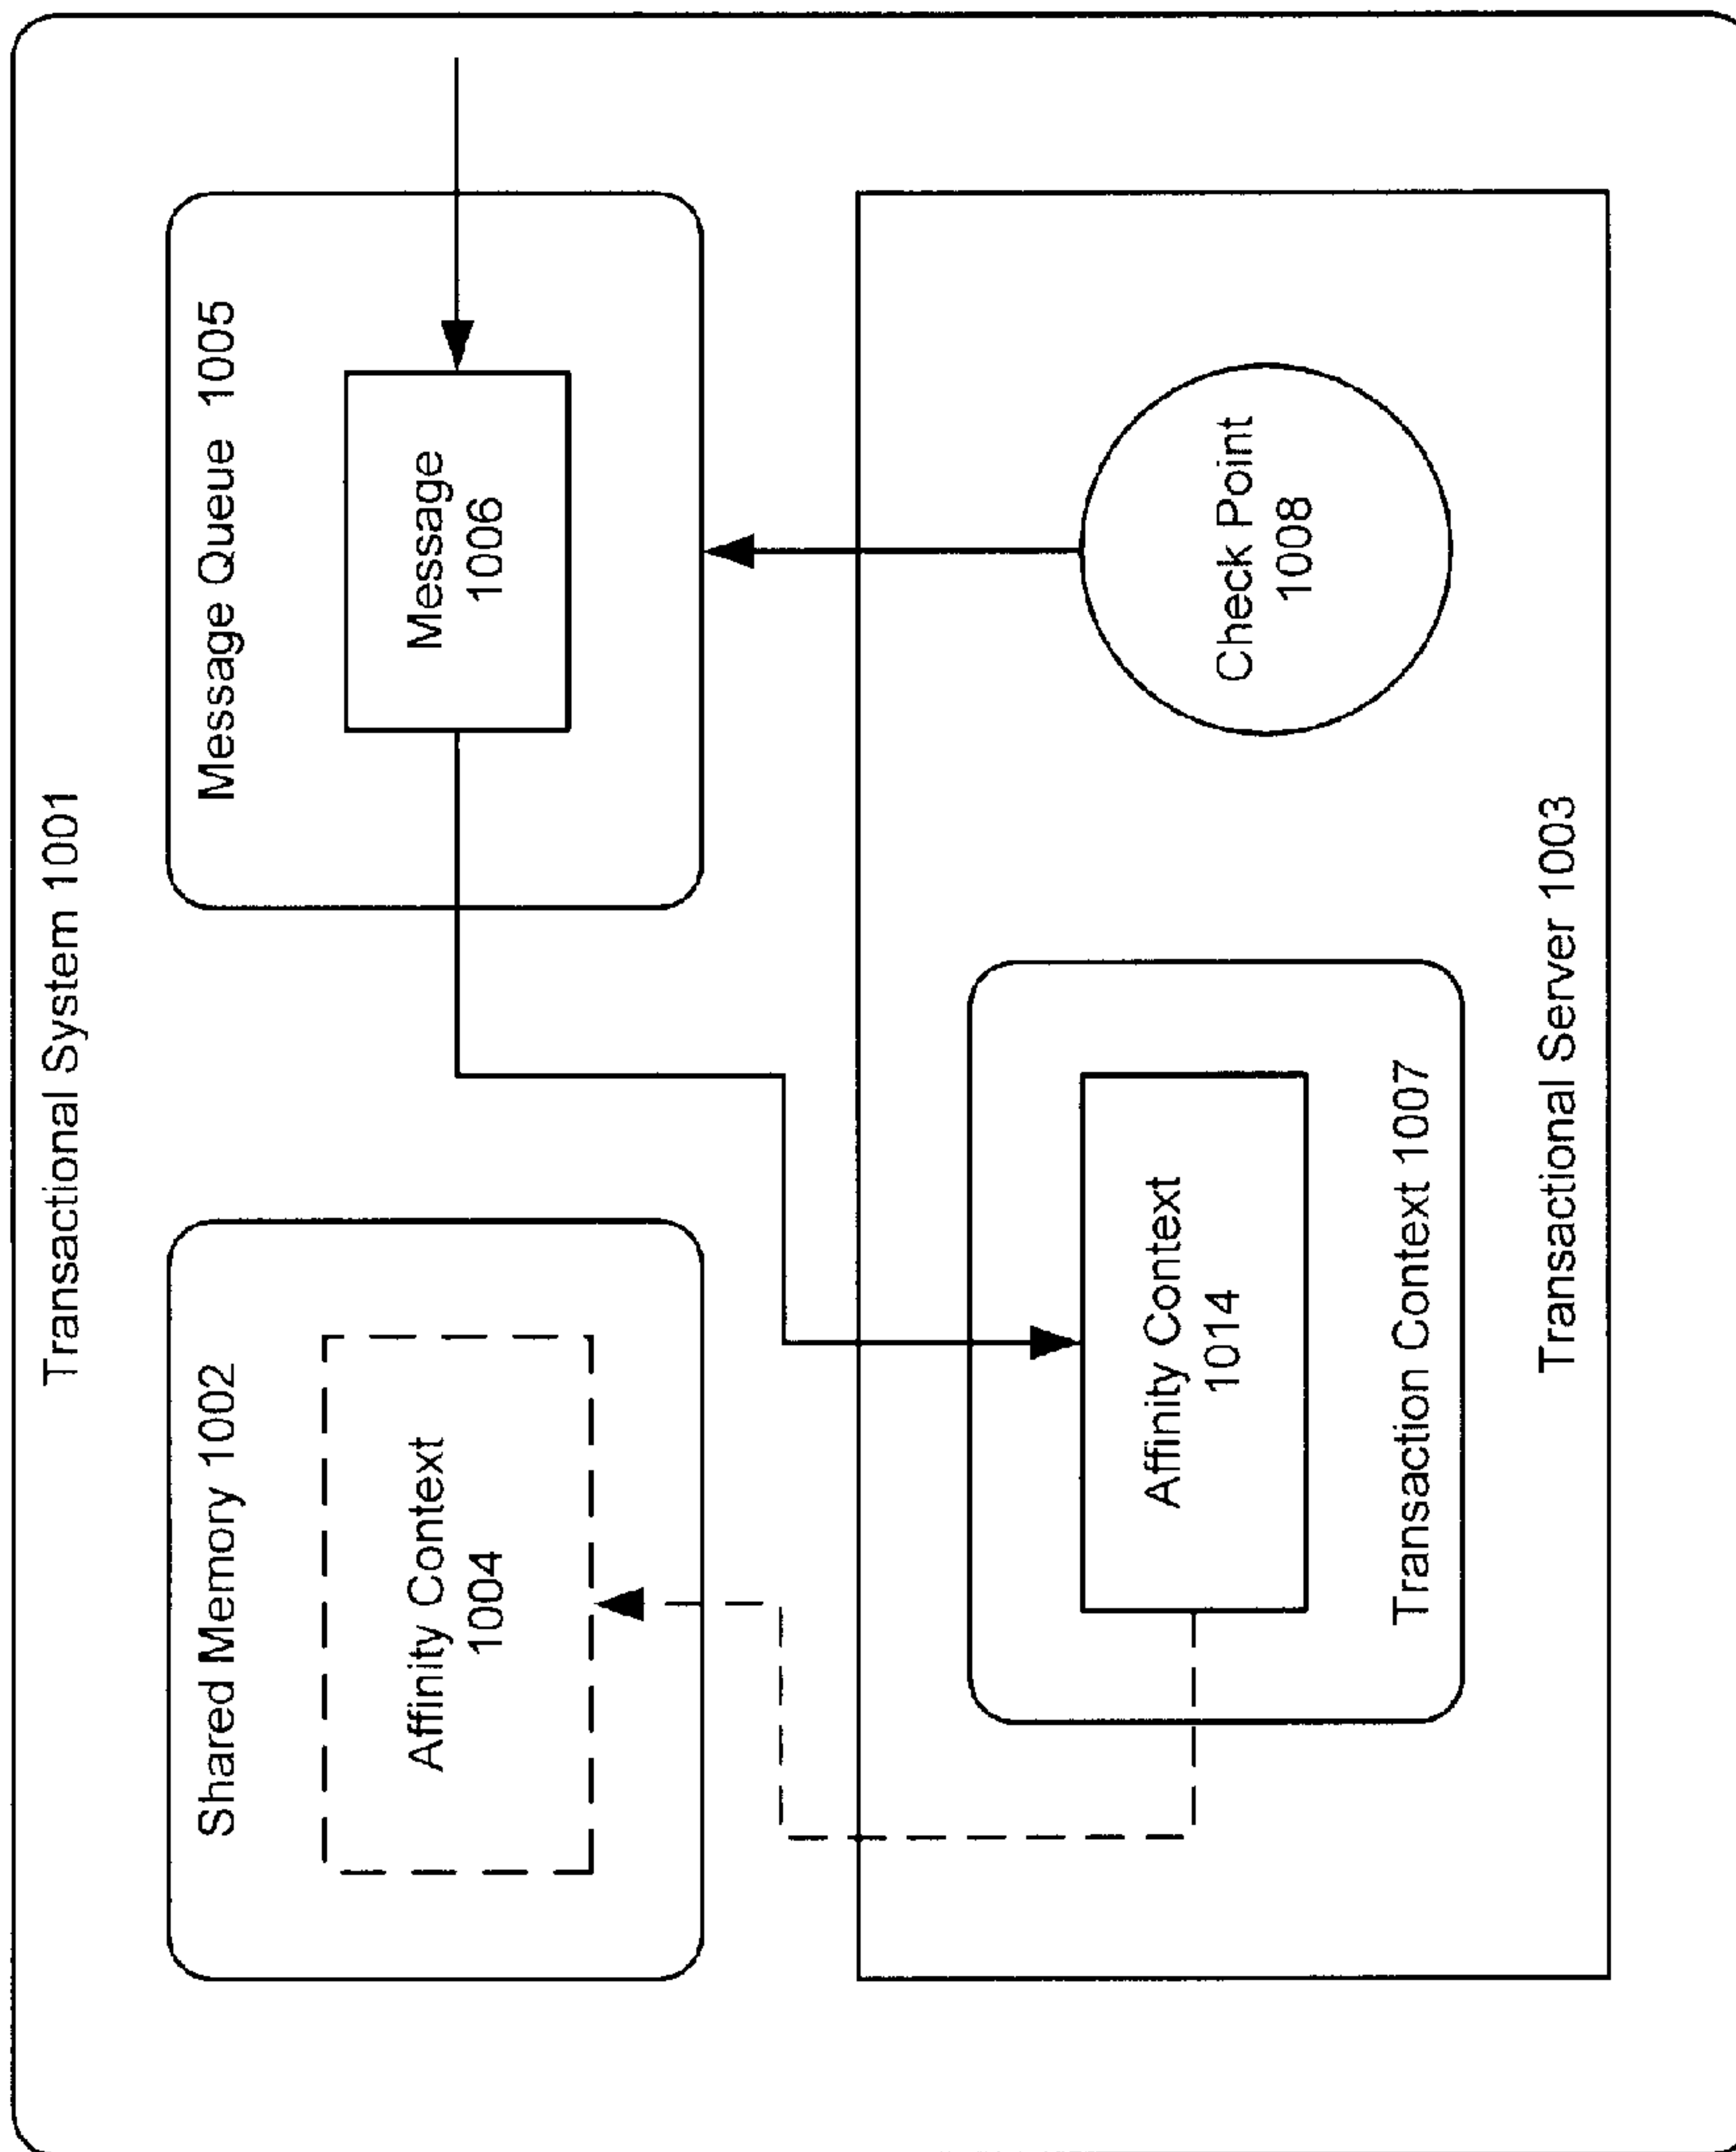 Transactional System 1001
Shared Memory 1002
Affinity Context
1004
Message Queue 1005
Message
1006
Affinity Context
1014
Transaction Context 1007
Check Point
1008
Transactional Server 1003